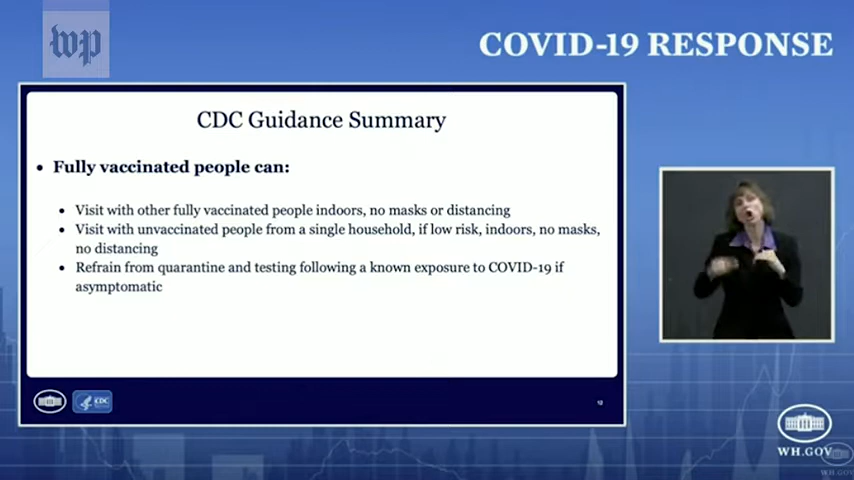 wp
COVID-19 RESPONSE
CDC Guidance Summary
• Fully vaccinated people can:
• Visit with other fully vaccinated people indoors, no masks or distancing
• Visit with unvaccinated people from a single household, if low risk, indoors, no masks,
no distancing
• Refrain from quarantine and testing following a known exposure to COVID-19 if
asymptomatic
CDC
WH.GOV
WH.GOV